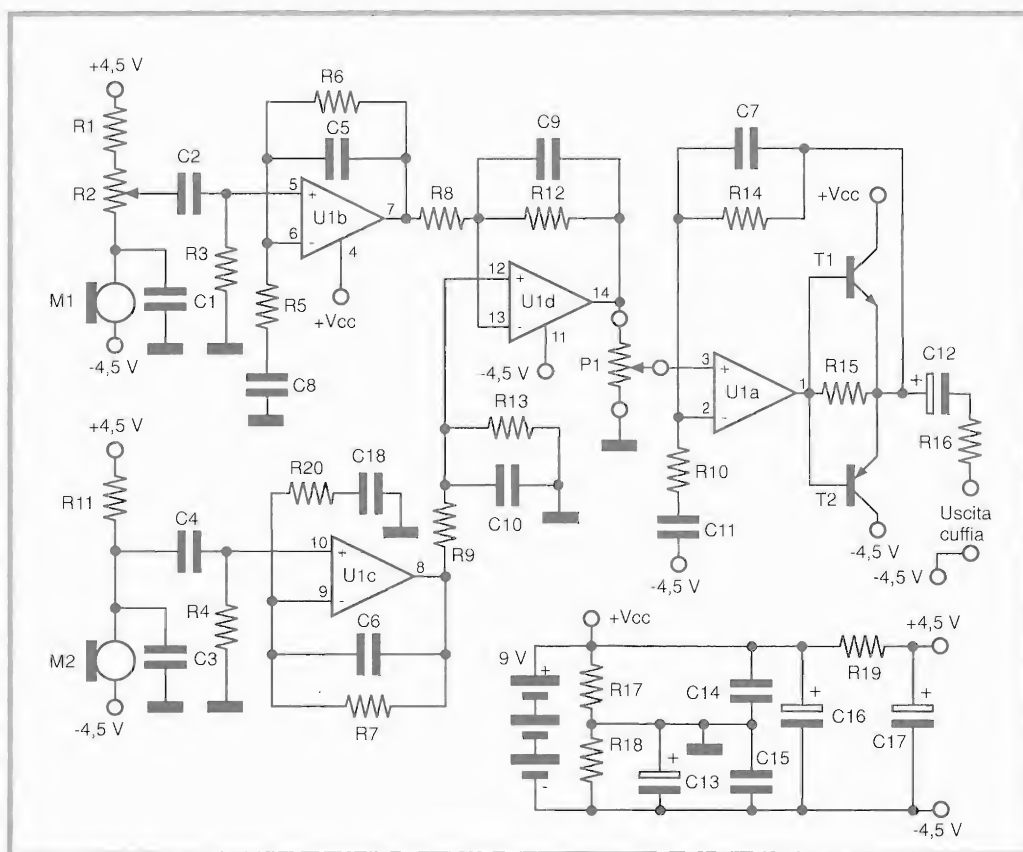 +4,5 V
R1
R2
C2
R3
C1
M1
-4,5 V
R6
C5
5
+
U1b
7
6
-
4
+Vcc
R5
C8
R8
C9
R12
12
+
U1d
14
13
-
11
-4,5 V
P1
C7
R14
+Vcc
T1
3
+
U1a
1
2
-
R15
C12
+
R16
T2
-4,5 V
Uscita
cuffia
-4,5 V
R10
C11
-4,5 V
R13
C10
R9
+4,5 V
R11
C4
R4
C3
M2
-4,5 V
R20
C18
10
+
U1c
8
9
-
C6
R7
+Vcc
9 V
+
-
R17
R18
C13
+
C14
C15
C16
+
R19
C17
+
+4,5 V
-4,5 V